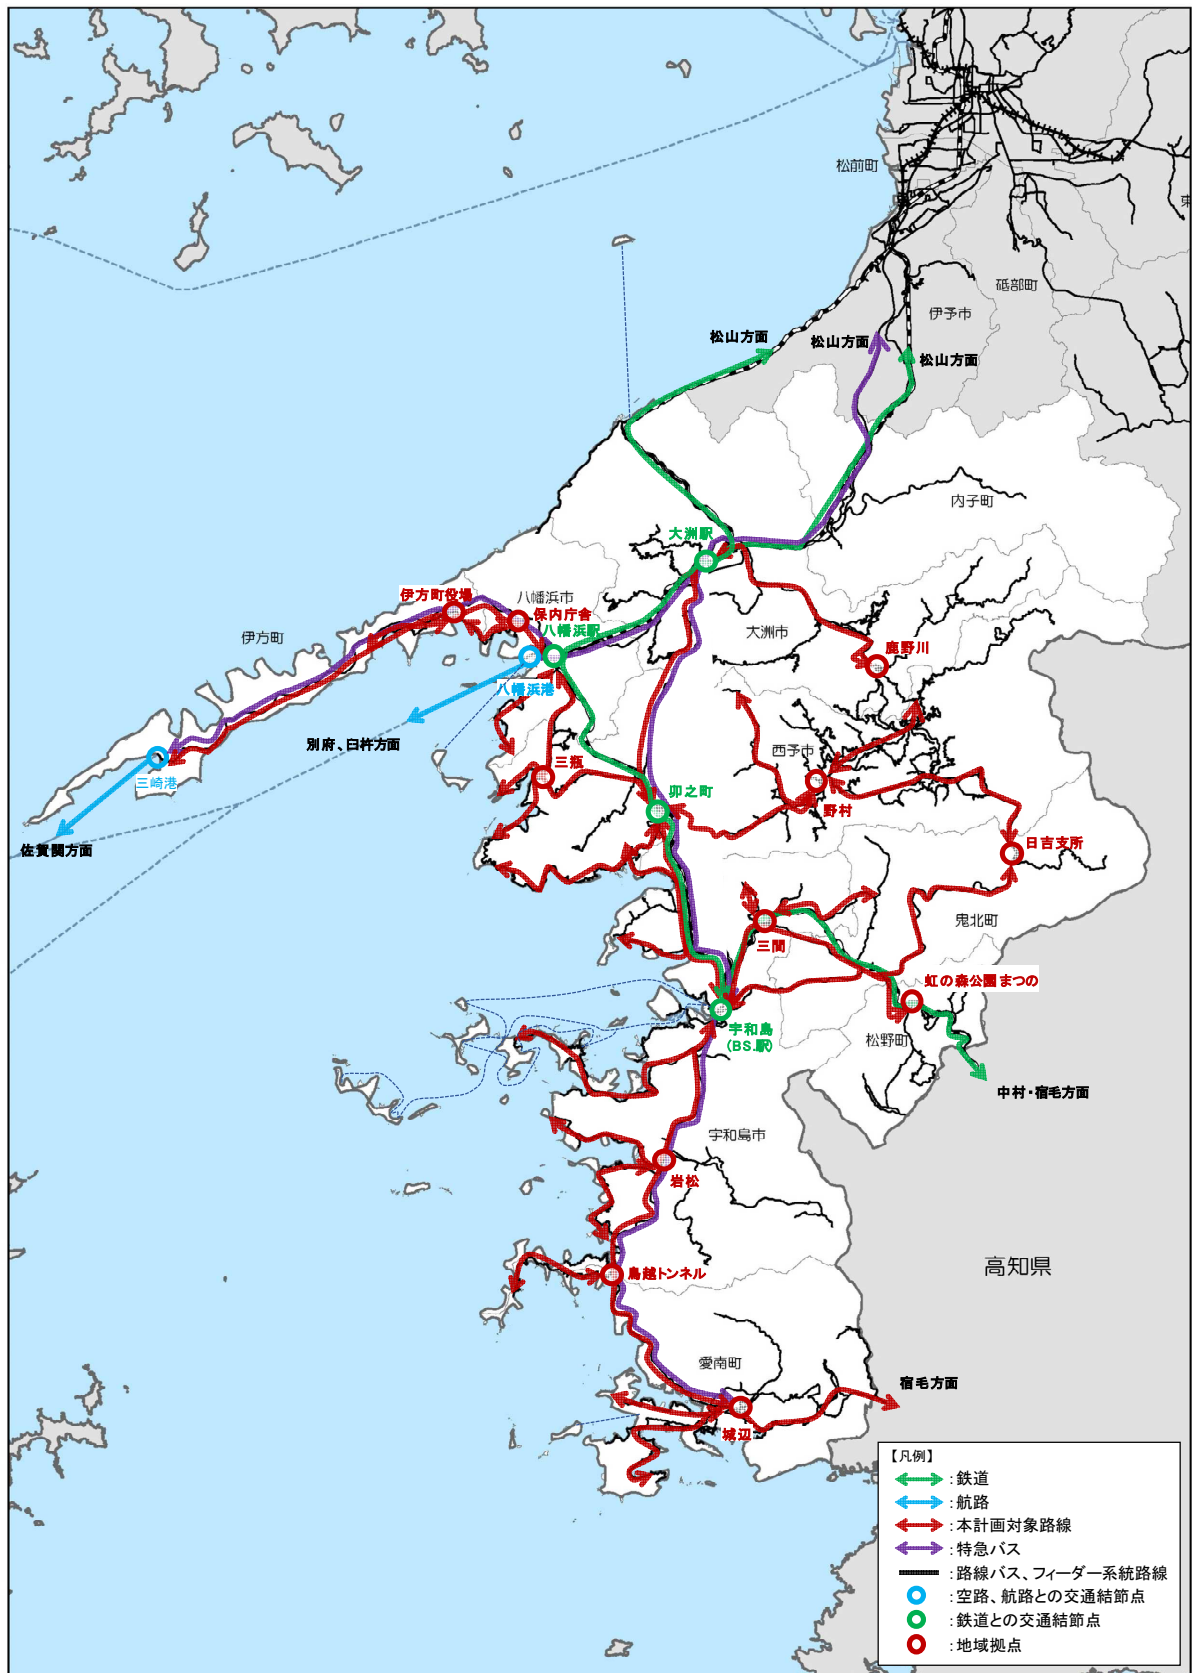 松前町
東
砥部町
伊予市
松山方面
松山方面
松山方面
内子町
大洲駅
伊方町役場
八幡浜市
保内庁舎
八幡浜駅
伊方町
大洲市
鹿野川
八幡浜港
別府、臼杵方面
西予市
三瓶
三崎港
野村
卯之町
佐賀関方面
日吉支所
鬼北町
三間
虹の森公園まつの
宇和島
(BS.駅)
松野町
中村・宿毛方面
宇和島市
岩松
高知県
鳥越トンネル
愛南町
宿毛方面
城辺
【凡例】
:鉄道
:航路
:本計画対象路線
:特急バス
:路線バス、フィーダー系統路線
:空路、航路との交通結節点
:鉄道との交通結節点
:地域拠点